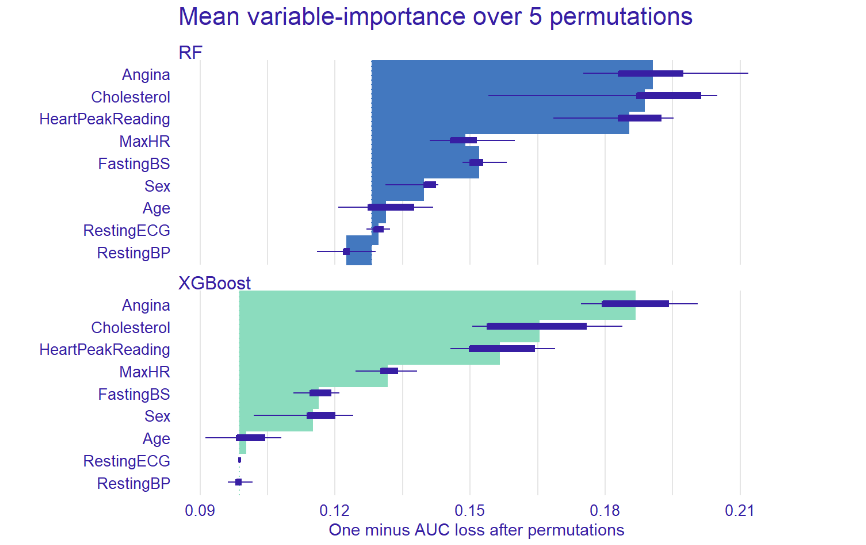 Mean variable-importance over 5 permutations
RF
Angina
Cholesterol
HeartPeakReading
MaxHR
FastingBS
Sex
Age
RestingECG
RestingBP
XGBoost
Angina
Cholesterol
HeartPeakReading
MaxHR
FastingBS
Sex
Age
RestingECG
RestingBP
0.09 0.12 0.15 0.18 0.21
One minus AUC loss after permutations